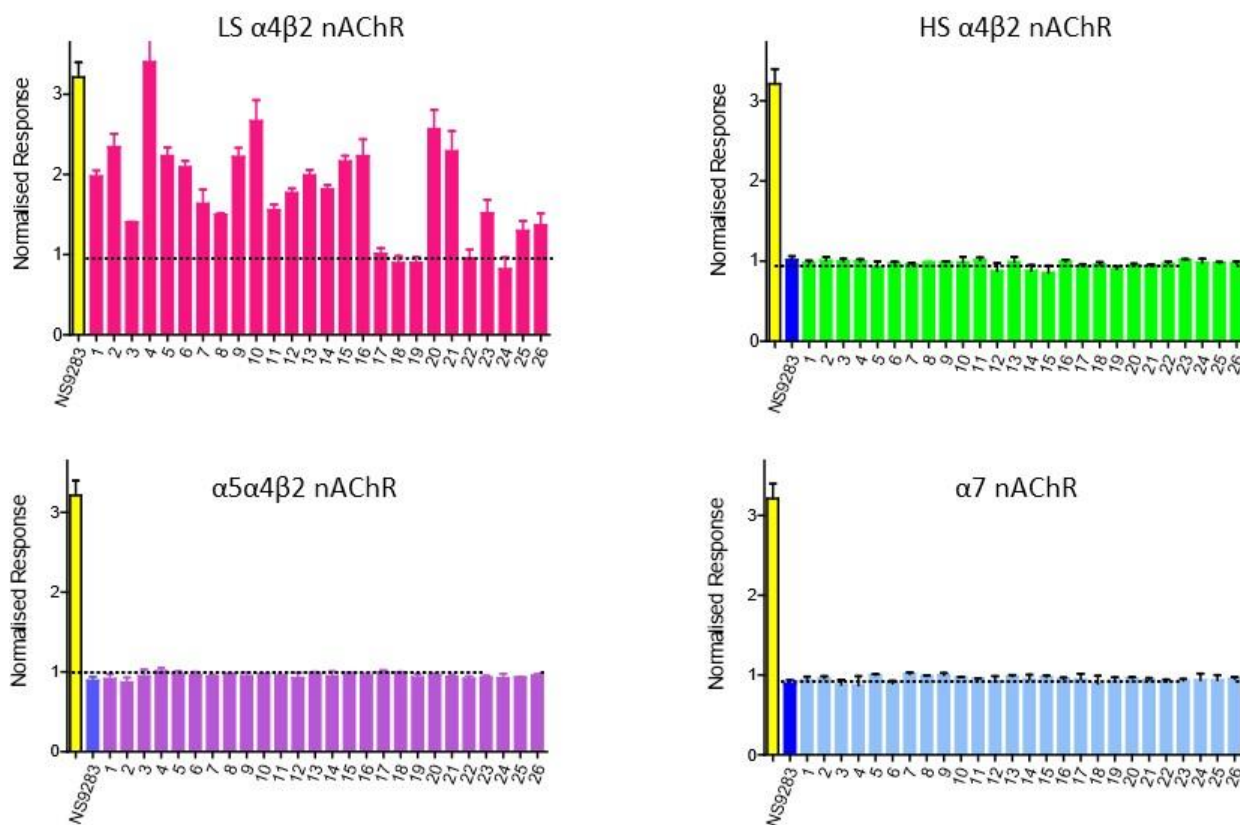 LS α4β2 nAChR
Normalised Response
3
2
1
0
NS9283 1 2 3 4 5 6 7 8 9 10 11 12 13 14 15 16 17 18 19 20 21 22 23 24 25 26
HS α4β2 nAChR
Normalised Response
3
2
1
0
NS9283 1 2 3 4 5 6 7 8 9 10 11 12 13 14 15 16 17 18 19 20 21 22 23 24 25 26
α5α4β2 nAChR
Normalised Response
3
2
1
0
NS9283 1 2 3 4 5 6 7 8 9 10 11 12 13 14 15 16 17 18 19 20 21 22 23 24 25 26
α7 nAChR
Normalised Response
3
2
1
0
NS9283 1 2 3 4 5 6 7 8 9 10 11 12 13 14 15 16 17 18 19 20 21 22 23 24 25 26